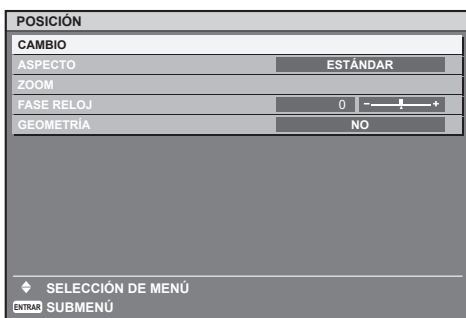 POSICIÓN
CAMBIO
ASPECTO ESTÁNDAR
ZOOM
FASE RELOJ 0 - +
GEOMETRÍA NO
SELECCIÓN DE MENÚ
ENTRAR SUBMENÚ